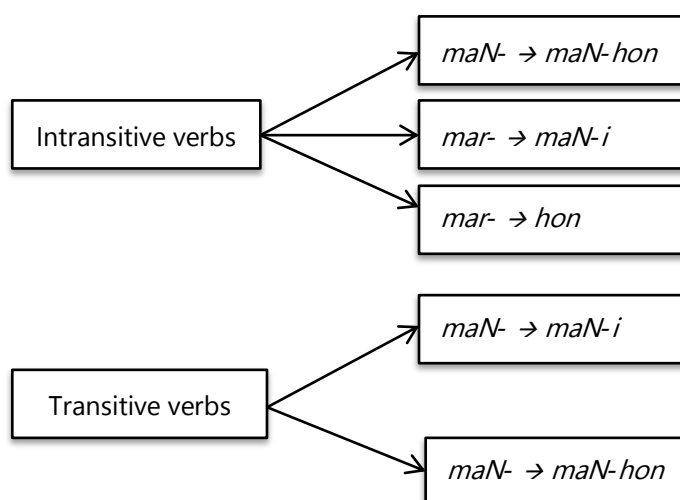 Intransitive verbs
maN- → maN-hon
mar- → maN-i
mar- → hon
Transitive verbs
maN- → maN-i
maN- → maN-hon